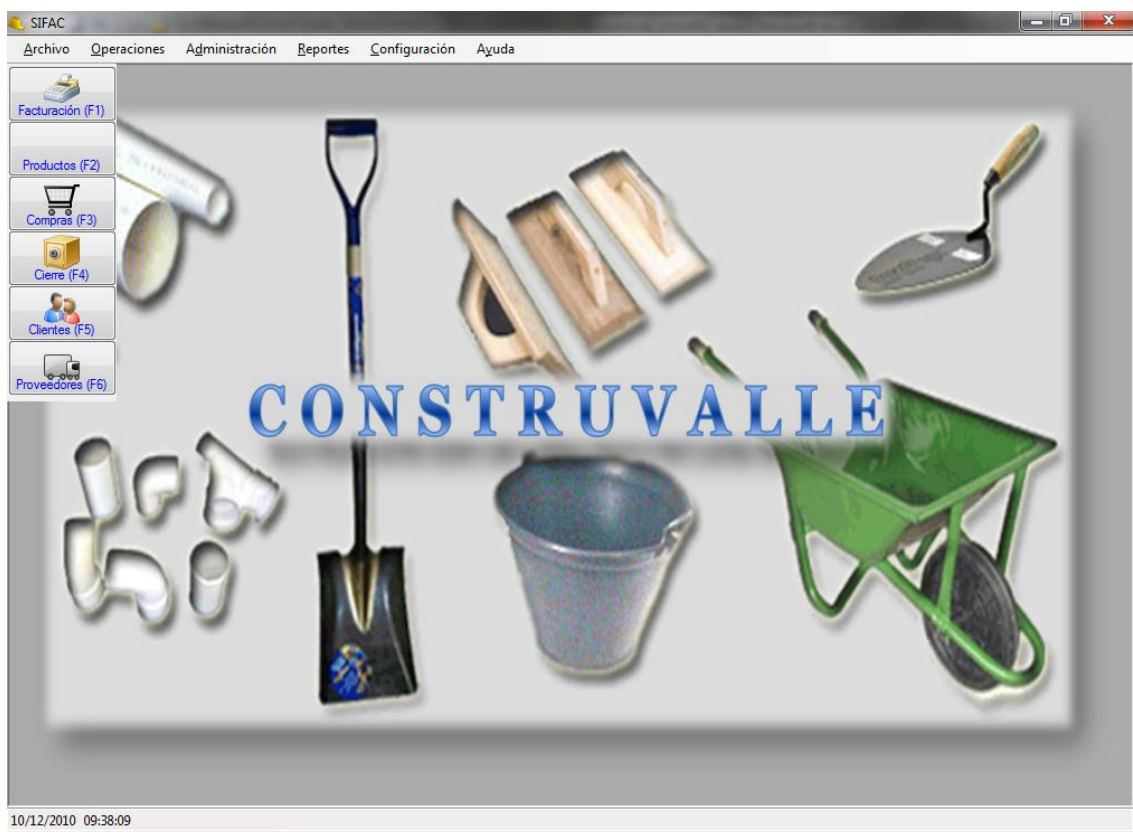 SIFAC
Archivo Operaciones Administración Reportes Configuración Ayuda
Facturación (F1)
Productos (F2)
Compras (F3)
Cierre (F4)
Clientes (F5)
Proveedores (F6)
CONSTRUVALLE
10/12/2010 09:38:09